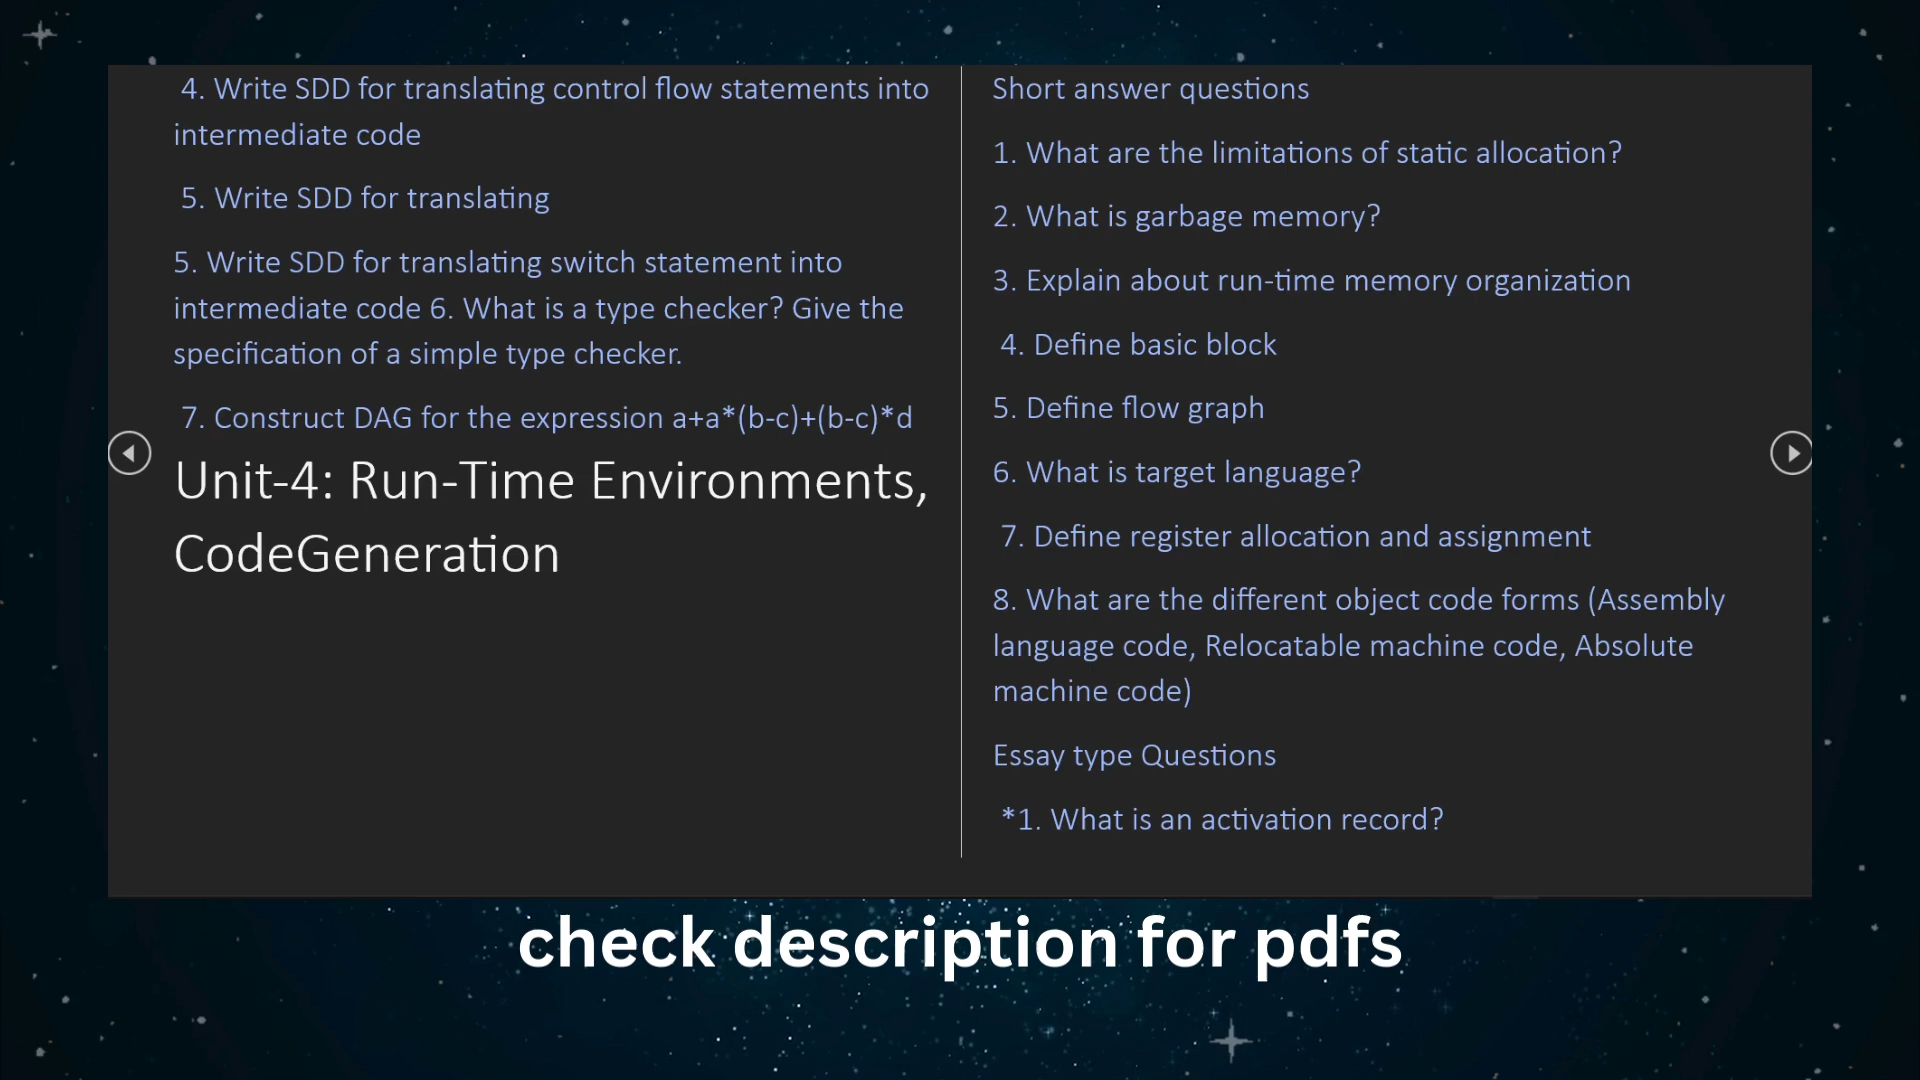 4. Write SDD for translating control flow statements into
intermediate code
5. Write SDD for translating
5. Write SDD for translating switch statement into
intermediate code 6. What is a type checker? Give the
specification of a simple type checker.
7. Construct DAG for the expression a+a*(b-c)+(b-c)*d
Unit-4: Run-Time Environments,
CodeGeneration
Short answer questions
1. What are the limitations of static allocation?
2. What is garbage memory?
3. Explain about run-time memory organization
4. Define basic block
5. Define flow graph
6. What is target language?
7. Define register allocation and assignment
8. What are the different object code forms (Assembly
language code, Relocatable machine code, Absolute
machine code)
Essay type Questions
*1. What is an activation record?
check description for pdfs